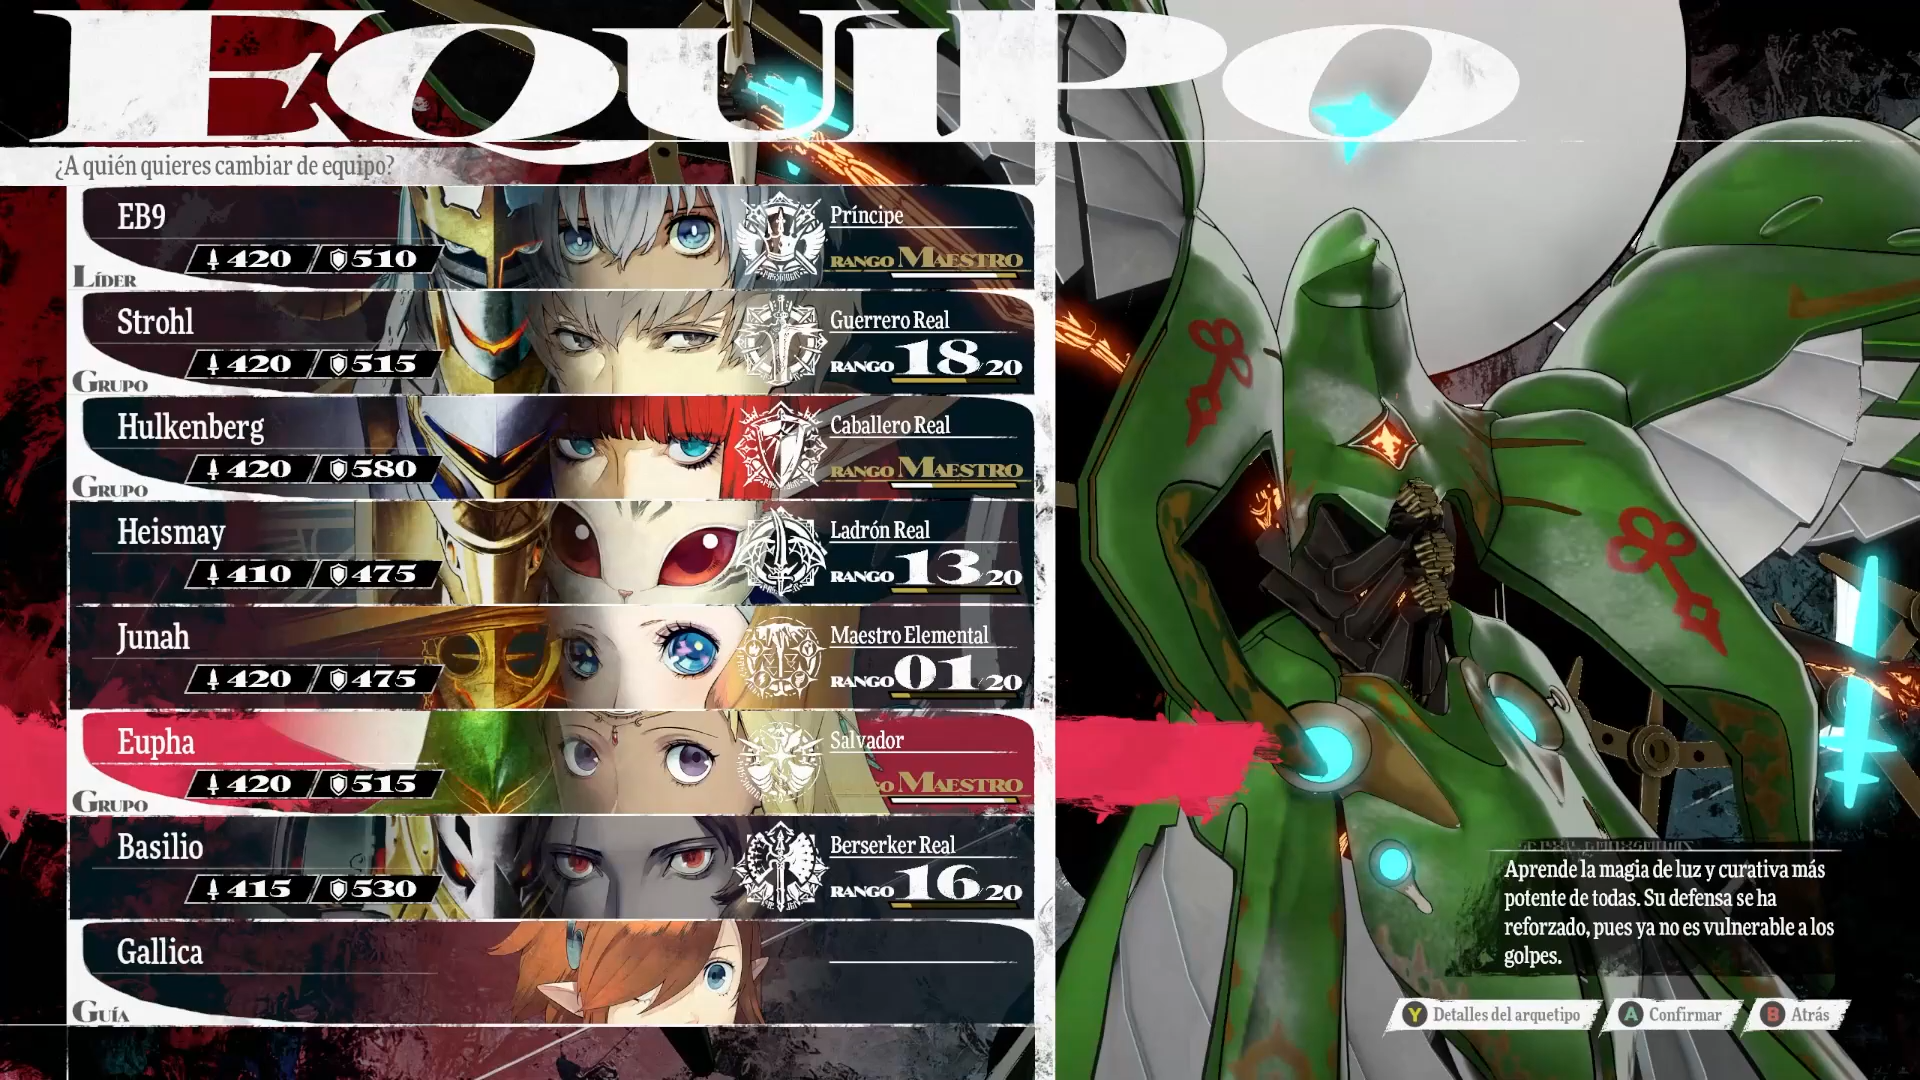 EQUIPO
¿A quién quieres cambiar de equipo?
EB9
420 510
LÍDER
Príncipe
RANGO MAESTRO
Strohl
420 515
GRUPO
Guerrero Real
RANGO 18/20
Hulkenberg
420 580
GRUPO
Caballero Real
RANGO MAESTRO
Heismay
410 475
Ladrón Real
RANGO 13/20
Junah
420 475
Maestro Elemental
RANGO 01/20
Eupha
420 515
GRUPO
Salvador
MAESTRO
Basilio
415 530
Berserker Real
RANGO 16/20
Gallica
GUÍA
Aprende la magia de luz y curativa más
potente de todas. Su defensa se ha
reforzado, pues ya no es vulnerable a los
golpes.
Y Detalles del arquetipo A Confirmar B Atrás